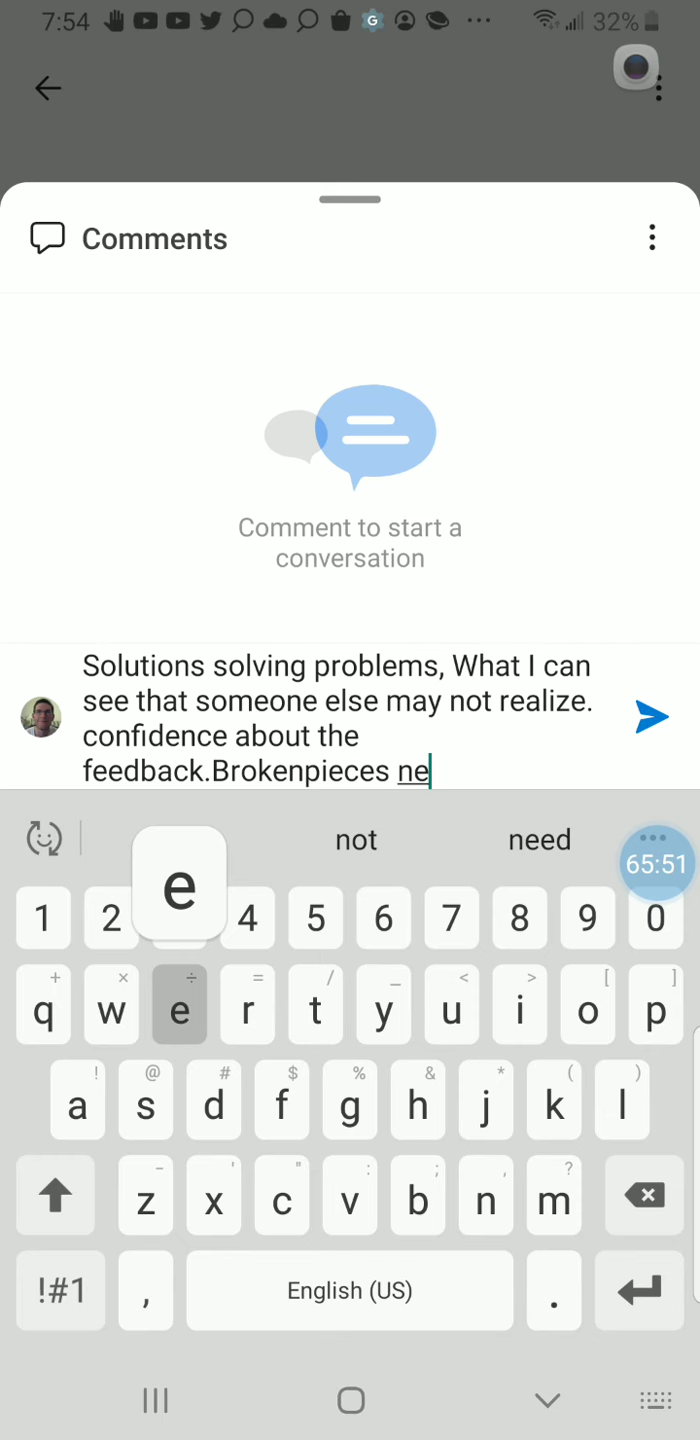 7:54
G
32%
Comments
Comment to start a
conversation
Solutions solving problems, What I can
see that someone else may not realize.
confidence about the
feedback.Brokenpieces ne
not need
65:51
e
1 2 4 5 6 7 8 9 0
+ × ÷ = / _ < > [ ]
q w e r t y u i o p
! @ # $ % & * ( )
a s d f g h j k l
- ' " : ; , ?
z x c v b n m
!#1 , English (US) .